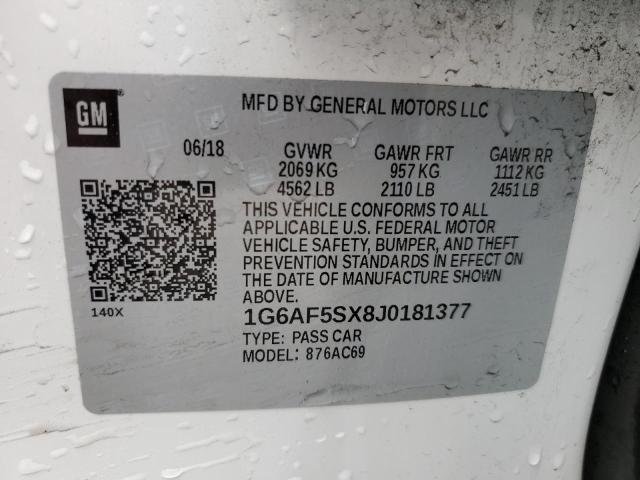 GM
MFD BY GENERAL MOTORS LLC
06/18 GVWR GAWR FRT GAWR RR
2069 KG 957 KG 1112 KG
4562 LB 2110 LB 2451 LB
THIS VEHICLE CONFORMS TO ALL
APPLICABLE U.S. FEDERAL MOTOR
VEHICLE SAFETY, BUMPER, AND THEFT
PREVENTION STANDARDS IN EFFECT ON
THE DATE OF MANUFACTURE SHOWN
ABOVE.
140X
1G6AF5SX8J0181377
TYPE: PASS CAR
MODEL: 876AC69